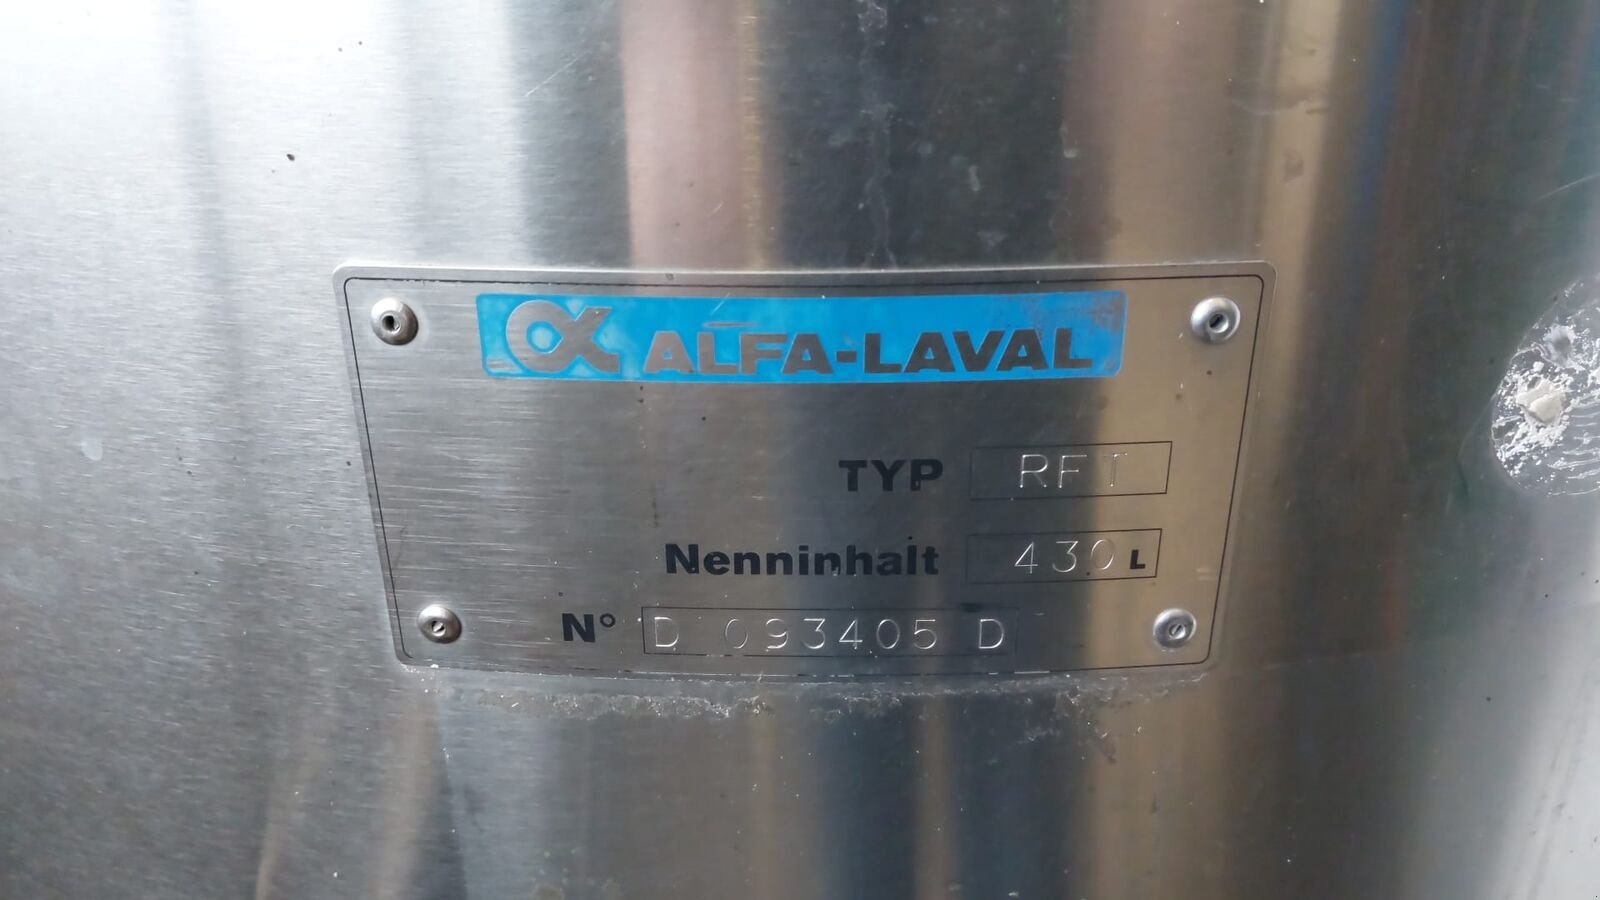 ALFA-LAVAL
TYP RFT
Nenninhalt 430 L
N° D 093405 D